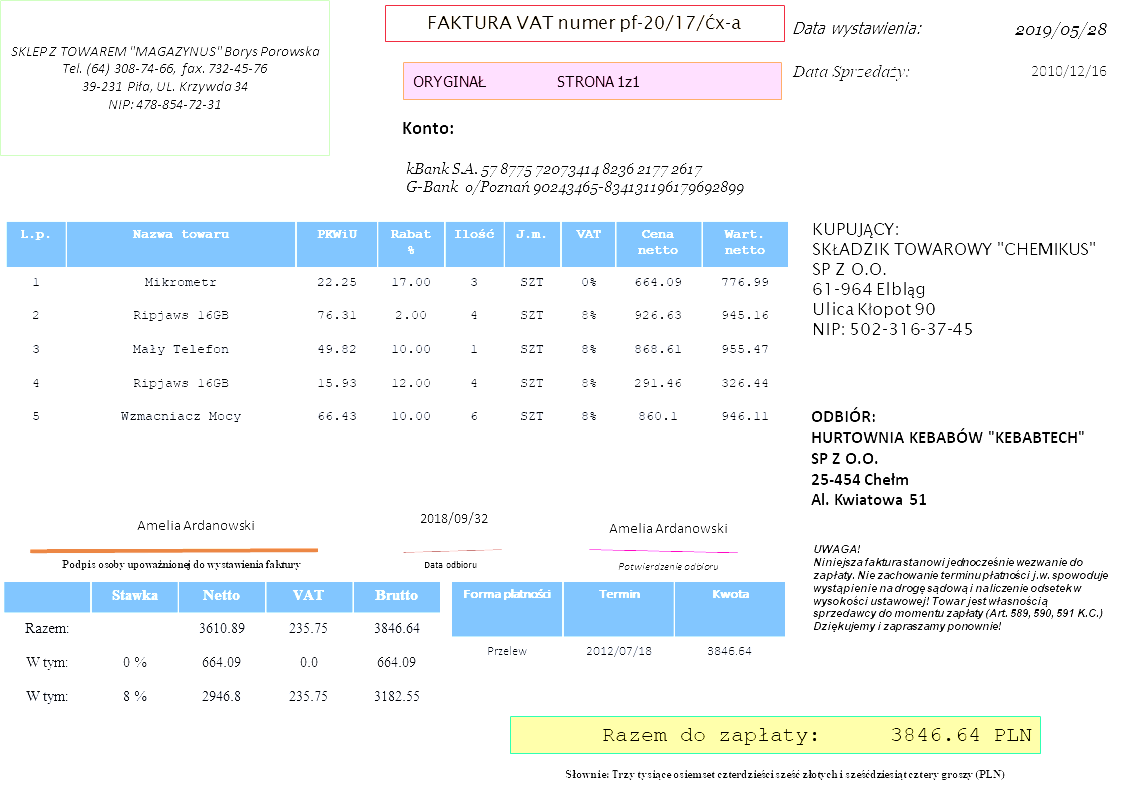 SKLEP Z TOWAREM "MAGAZYNUS" Borys Porowska
Tel. (64) 308-74-66, fax. 732-45-76
39-231 Piła, UL. Krzywda 34
NIP: 478-854-72-31
FAKTURA VAT numer pf-20/17/Ćx-a
ORYGINAŁ STRONA 1z1
Data wystawienia: 2019/05/28
Data Sprzedaży: 2010/12/16
Konto:
kBank S.A. 57 8775 72073414 8236 2177 2617
G-Bank o/Poznań 90243465-834131196179692899
L.p. Nazwa towaru PKWiU Rabat % Ilość J.m. VAT Cena netto Wart. netto
1 Mikrometr 22.25 17.00 3 SZT 0% 664.09 776.99
2 Ripjaws 16GB 76.31 2.00 4 SZT 8% 926.63 945.16
3 Mały Telefon 49.82 10.00 1 SZT 8% 868.61 955.47
4 Ripjaws 16GB 15.93 12.00 4 SZT 8% 291.46 326.44
5 Wzmacniacz Mocy 66.43 10.00 6 SZT 8% 860.1 946.11
KUPUJĄCY:
SKŁADZIK TOWAROWY "CHEMIKUS"
SP Z O.O.
61-964 Elbląg
Ulica Kłopot 90
NIP: 502-316-37-45
ODBIÓR:
HURTOWNIA KEBABÓW "KEBABTECH"
SP Z O.O.
25-454 Chełm
Al. Kwiatowa 51
Amelia Ardanowski
Podpis osoby upoważnionej do wystawienia faktury
2018/09/32
Data odbioru
Amelia Ardanowski
Potwierdzenie odbioru
UWAGA!
Niniejsza faktura stanowi jednocześnie wezwanie do
zapłaty. Nie zachowanie terminu płatności j.w. spowoduje
wystąpienie na drogę sądową i naliczenie odsetek w
wysokości ustawowej! Towar jest własnością
sprzedawcy do momentu zapłaty (Art. 589, 590, 591 K.C.)
Dziękujemy i zapraszamy ponownie!
Stawka Netto VAT Brutto
Razem: 3610.89 235.75 3846.64
W tym: 0 % 664.09 0.0 664.09
W tym: 8 % 2946.8 235.75 3182.55
Forma płatności Termin Kwota
Przelew 2012/07/18 3846.64
Razem do zapłaty: 3846.64 PLN
Słownie: Trzy tysiące osiemset czterdzieści sześć złotych i sześćdziesiąt cztery groszy (PLN)